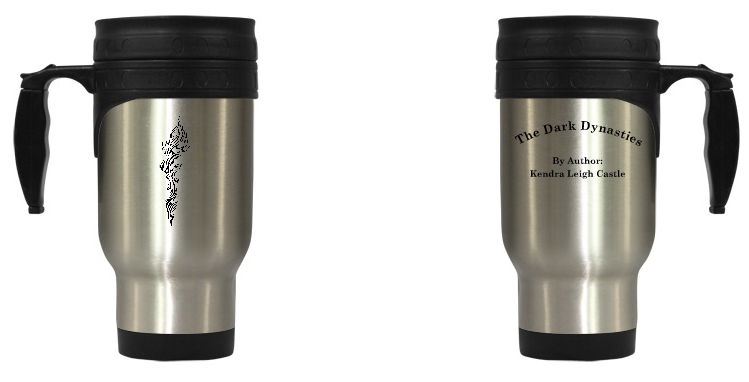 The Dark Dynasties
By Author:
Kendra Leigh Castle